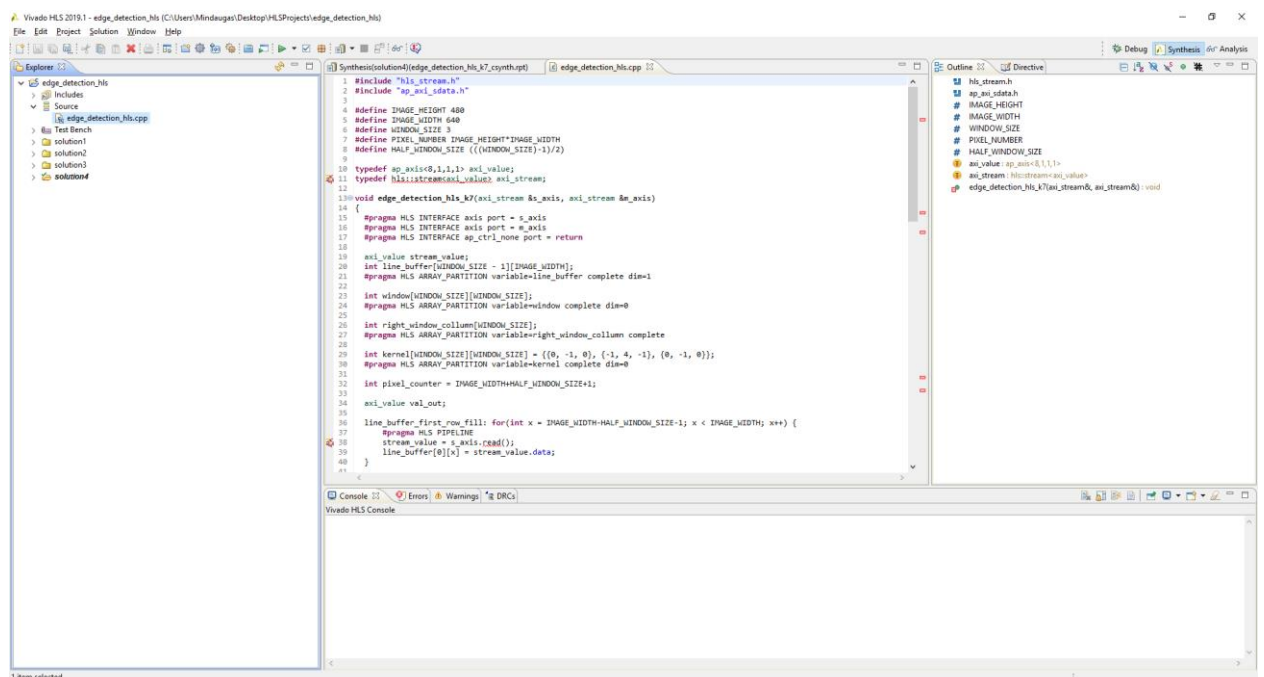 Vivado HLS 2019.1 - edge_detection_hls (C:\Users\Mindaugas\Desktop\HLSProjects\edge_detection_hls)
File Edit Project Solution Window Help
Debug Synthesis Analysis
Explorer
edge_detection_hls
Includes
Source
edge_detection_hls.cpp
Test Bench
solution1
solution2
solution3
solution4
Synthesis(solution4)(edge_detection_hls_k7_csynth.rpt) edge_detection_hls.cpp
1 #include "hls_stream.h"
2 #include "ap_axi_sdata.h"
3
4 #define IMAGE_HEIGHT 480
5 #define IMAGE_WIDTH 640
6 #define WINDOW_SIZE 3
7 #define PIXEL_NUMBER IMAGE_HEIGHT*IMAGE_WIDTH
8 #define HALF_WINDOW_SIZE (((WINDOW_SIZE)-1)/2)
9
10 typedef ap_axis<8,1,1,1> axi_value;
11 typedef hls::stream<axi_value> axi_stream;
12
13 void edge_detection_hls_k7(axi_stream &s_axis, axi_stream &m_axis)
14 {
15 #pragma HLS INTERFACE axis port = s_axis
16 #pragma HLS INTERFACE axis port = m_axis
17 #pragma HLS INTERFACE ap_ctrl_none port = return
18
19 axi_value stream_value;
20 int line_buffer[WINDOW_SIZE - 1][IMAGE_WIDTH];
21 #pragma HLS ARRAY_PARTITION variable=line_buffer complete dim=1
22
23 int window[WINDOW_SIZE][WINDOW_SIZE];
24 #pragma HLS ARRAY_PARTITION variable=window complete dim=0
25
26 int right_window_collumn[WINDOW_SIZE];
27 #pragma HLS ARRAY_PARTITION variable=right_window_collumn complete
28
29 int kernel[WINDOW_SIZE][WINDOW_SIZE] = {{0, -1, 0}, {-1, 4, -1}, {0, -1, 0}};
30 #pragma HLS ARRAY_PARTITION variable=kernel complete dim=0
31
32 int pixel_counter = IMAGE_WIDTH+HALF_WINDOW_SIZE+1;
33
34 axi_value val_out;
35
36 line_buffer_first_row_fill: for(int x = IMAGE_WIDTH-HALF_WINDOW_SIZE-1; x < IMAGE_WIDTH; x++) {
37 #pragma HLS PIPELINE
38 stream_value = s_axis.read();
39 line_buffer[0][x] = stream_value.data;
40 }
41
Outline Directive
hls_stream.h
ap_axi_sdata.h
IMAGE_HEIGHT
IMAGE_WIDTH
WINDOW_SIZE
PIXEL_NUMBER
HALF_WINDOW_SIZE
axi_value : ap_axis<8,1,1,1>
axi_stream : hls::stream<axi_value>
edge_detection_hls_k7(axi_stream&, axi_stream&) : void
Console Errors Warnings DRCs
Vivado HLS Console
1 item selected